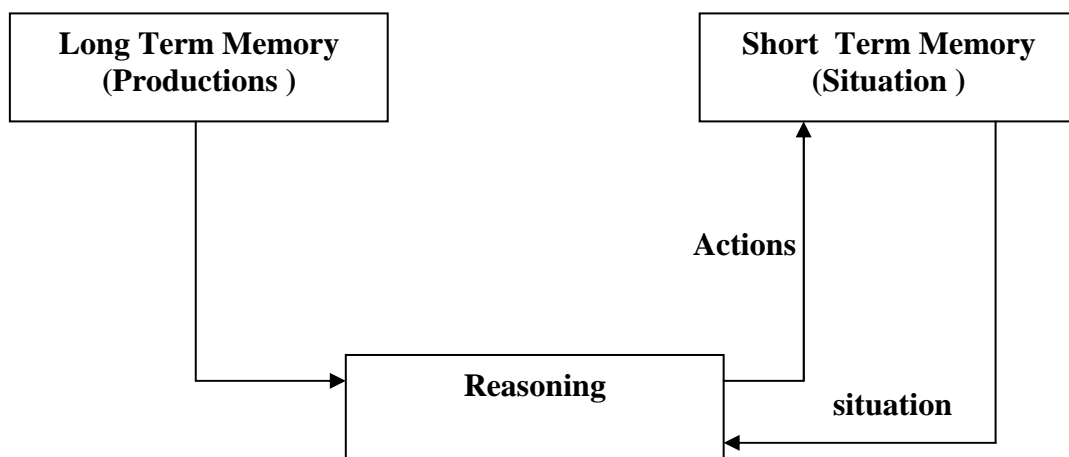 Long Term Memory
(Productions )
Short  Term Memory
(Situation )
Actions
Reasoning
situation